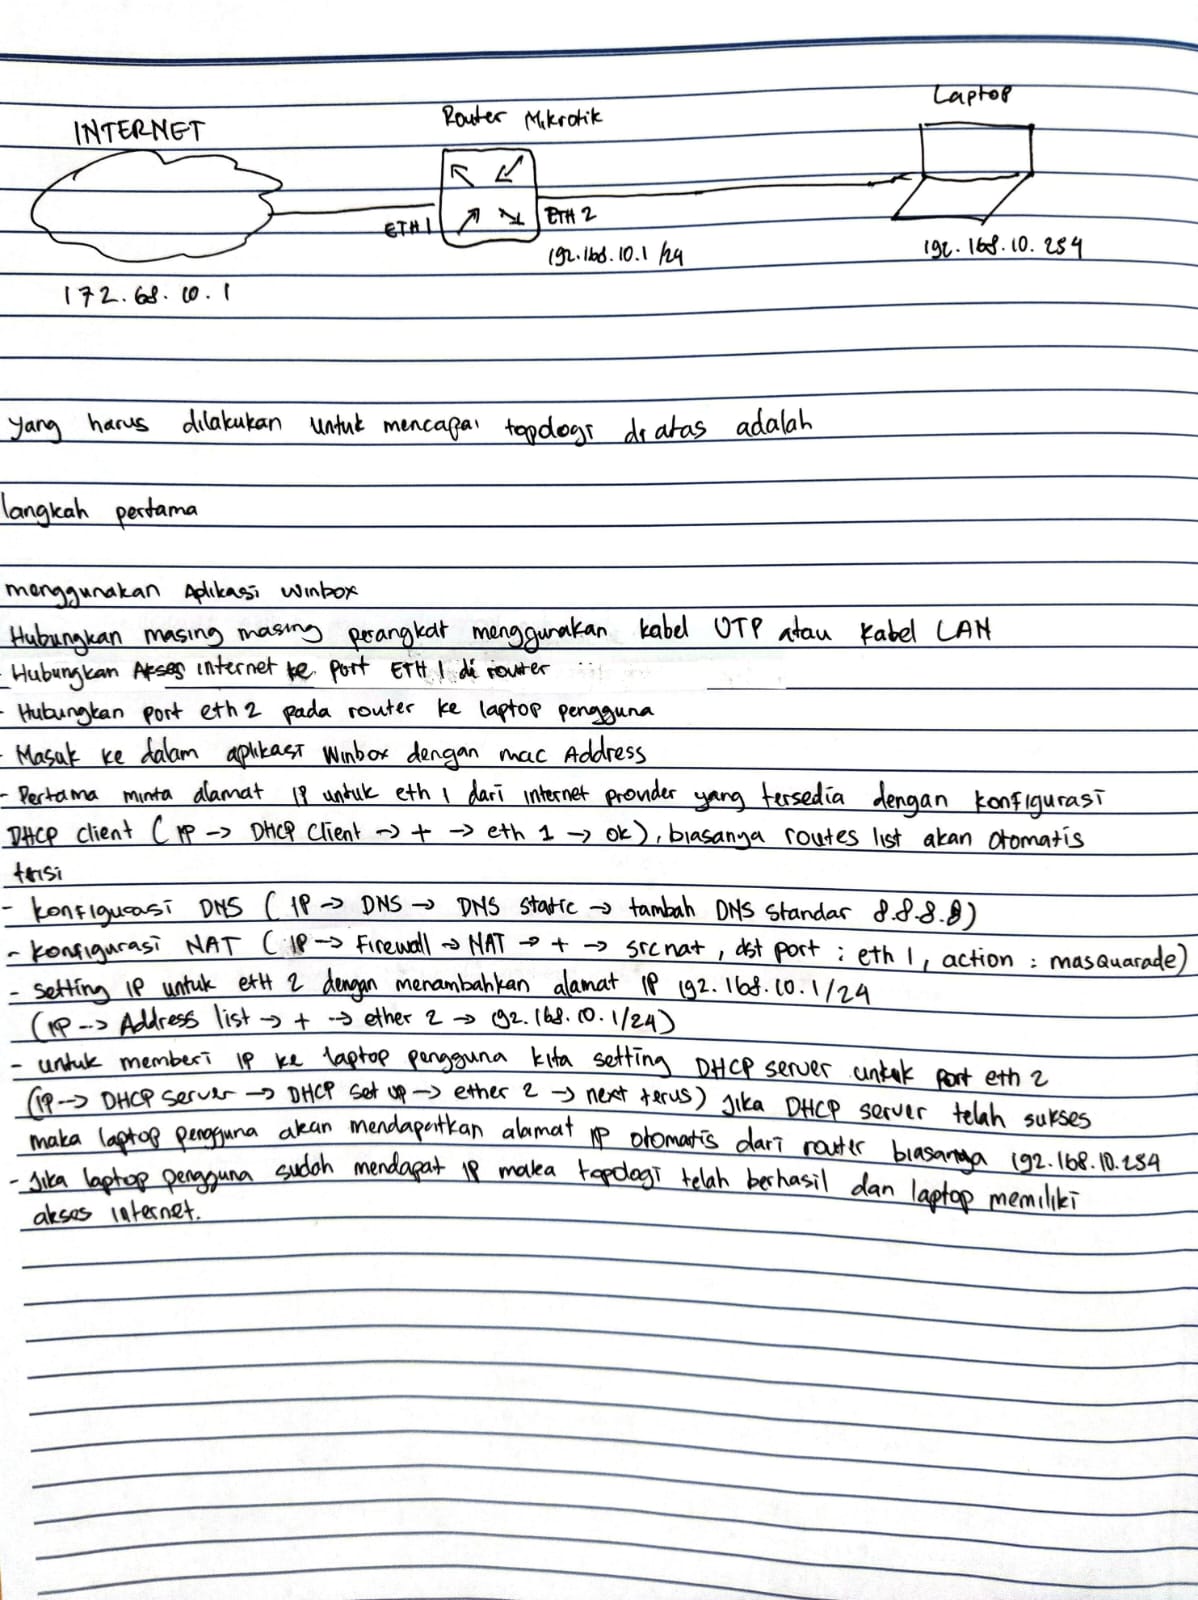 INTERNET
Router Mikrotik
Laptop
ETH 1
ETH 2
192.168.10.1 /24
192.168.10.254
172.68.10.1
yang harus dilakukan untuk mencapai topologi di atas adalah
langkah pertama
menggunakan Aplikasi Winbox
Hubungkan masing masing perangkat menggunakan kabel UTP atau Kabel LAN
- Hubungkan Akses internet ke Port ETH 1 di router
- Hubungkan port eth 2 pada router ke laptop pengguna
- Masuk ke dalam aplikasi Winbox dengan mac Address
- Pertama minta alamat IP untuk eth 1 dari internet provider yang tersedia dengan konfigurasi
DHCP client ( IP -> DHCP Client -> + -> eth 1 -> ok), biasanya routes list akan otomatis
terisi
- konfigurasi DNS ( IP -> DNS -> DNS static -> tambah DNS Standar 8.8.8.8)
- konfigurasi NAT ( IP -> Firewall -> NAT -> + -> srcnat, dst port : eth 1, action : masquarade)
- setting IP untuk etH 2 dengan menambahkan alamat IP 192.168.10.1/24
(IP --> Address list -> + --> ether 2 -> 192.168.10.1/24)
- untuk memberi IP ke laptop pengguna kita setting DHCP server untuk port eth 2
(IP -> DHCP server -> DHCP set up -> ether 2 -> next terus) Jika DHCP server telah sukses
maka laptop pengguna akan mendapatkan alamat IP otomatis dari router biasanya 192.168.10.254
- Jika laptop pengguna sudah mendapat IP maka topologi telah berhasil dan laptop memiliki
akses internet.